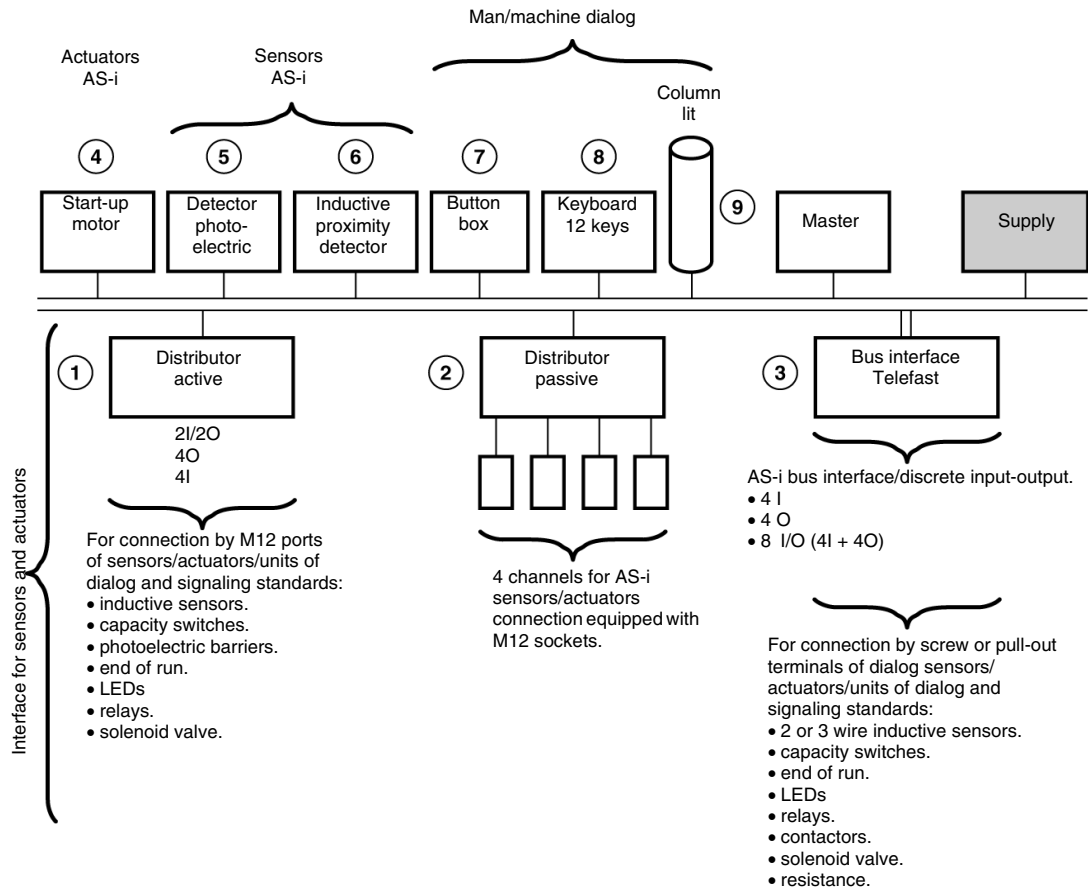 Man/machine dialog
Actuators
AS-i
Sensors
AS-i
Column
lit
4
5
6
7
8
9
Start-up
motor
Detector
photo-
electric
Inductive
proximity
detector
Button
box
Keyboard
12 keys
Master
Supply
Interface for sensors and actuators
1
Distributor
active
2I/2O
4O
4I
For connection by M12 ports
of sensors/actuators/units of
dialog and signaling standards:
• inductive sensors.
• capacity switches.
• photoelectric barriers.
• end of run.
• LEDs
• relays.
• solenoid valve.
2
Distributor
passive
4 channels for AS-i
sensors/actuators
connection equipped with
M12 sockets.
3
Bus interface
Telefast
AS-i bus interface/discrete input-output.
• 4 I
• 4 O
• 8 I/O (4I + 4O)
For connection by screw or pull-out
terminals of dialog sensors/
actuators/units of dialog and
signaling standards:
• 2 or 3 wire inductive sensors.
• capacity switches.
• end of run.
• LEDs
• relays.
• contactors.
• solenoid valve.
• resistance.